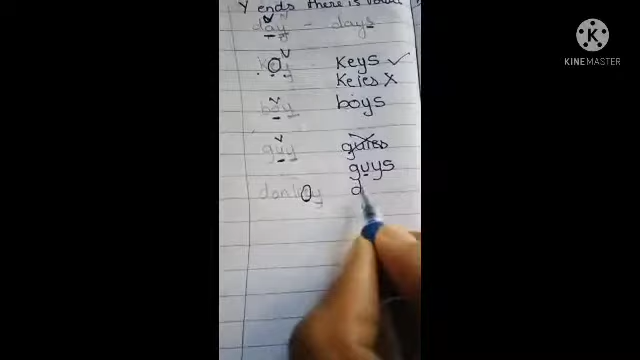 Y ends there is vowel
day - days
key keys ✓
keies X
boy boys
guy guies
guys
donkey d
K
KINEMASTER